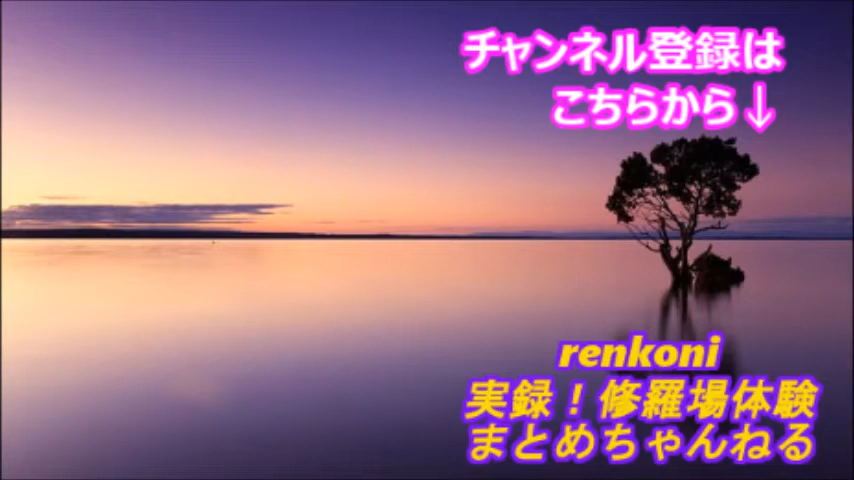 チャンネル登録は
こちらから↓
renkoni
実録！修羅場体験
まとめちゃんねる